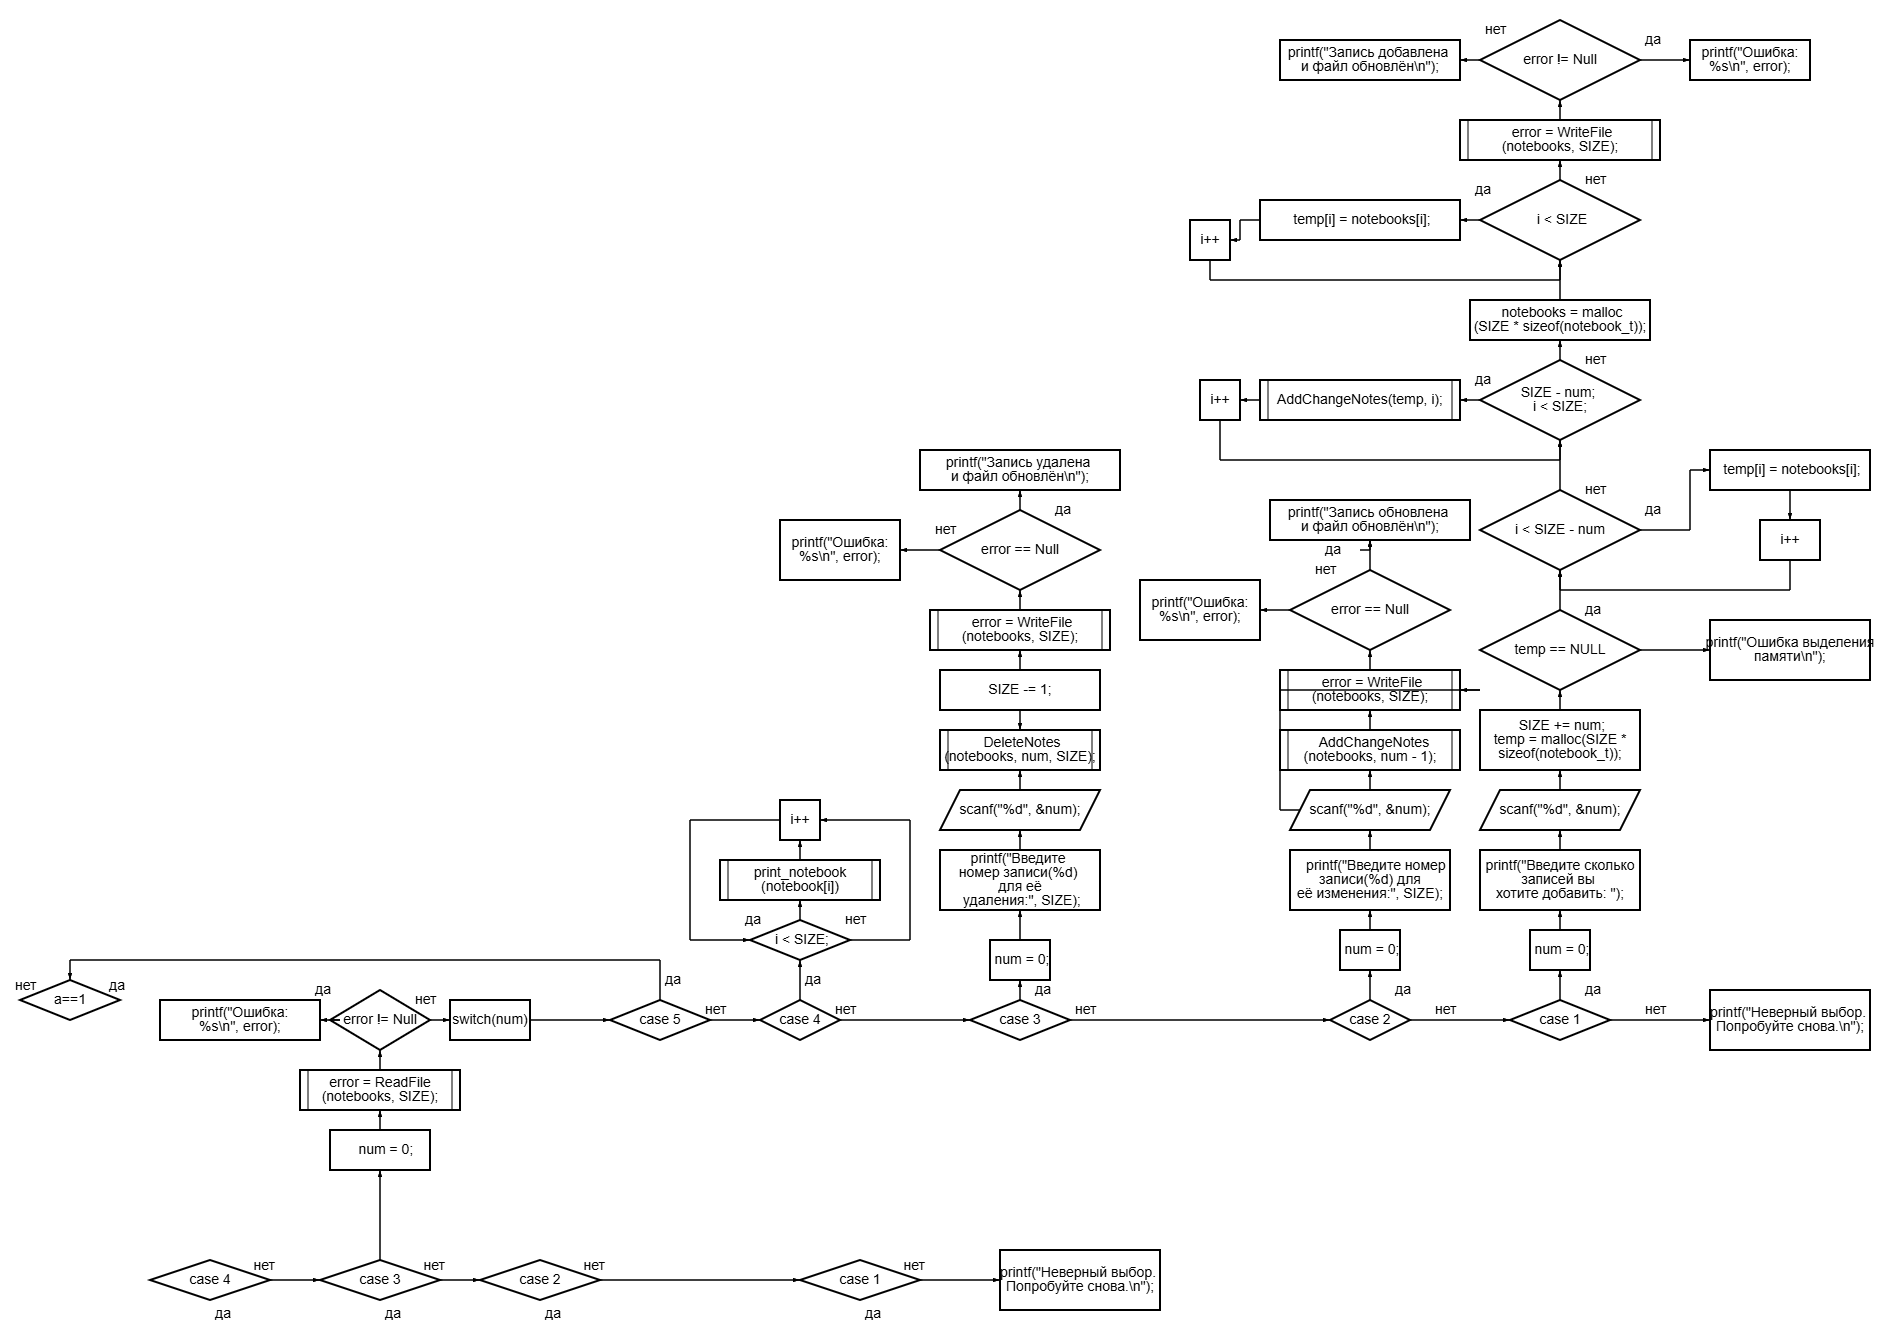 нет
да
printf("Запись добавлена
и файл обновлён\n");
error != Null
printf("Ошибка:
%s\n", error);
error = WriteFile
(notebooks, SIZE);
да
нет
temp[i] = notebooks[i];
i < SIZE
i++
notebooks = malloc
(SIZE * sizeof(notebook_t));
да
нет
i++
AddChangeNotes(temp, i);
SIZE - num;
i < SIZE;
printf("Запись удалена
и файл обновлён\n");
temp[i] = notebooks[i];
нет
да
i < SIZE - num
i++
нет
да
printf("Ошибка:
%s\n", error);
error == Null
printf("Запись обновлена
и файл обновлён\n");
да
нет
printf("Ошибка:
%s\n", error);
error == Null
да
temp == NULL
printf("Ошибка выделения
памяти\n");
error = WriteFile
(notebooks, SIZE);
SIZE -= 1;
error = WriteFile
(notebooks, SIZE);
DeleteNotes
(notebooks, num, SIZE);
AddChangeNotes
(notebooks, num - 1);
SIZE += num;
temp = malloc(SIZE *
sizeof(notebook_t));
i++
scanf("%d", &num);
scanf("%d", &num);
scanf("%d", &num);
print_notebook
(notebook[i])
printf("Введите
номер записи(%d)
для её
удаления:", SIZE);
printf("Введите номер
записи(%d) для
её изменения:", SIZE);
printf("Введите сколько
записей вы
хотите добавить: ");
да
нет
i < SIZE;
num = 0;
num = 0;
num = 0;
нет
да
a==1
да
нет
printf("Ошибка:
%s\n", error);
error != Null
switch(num)
да
нет
case 5
да
нет
case 4
да
нет
case 3
да
нет
case 2
да
нет
case 1
printf("Неверный выбор.
Попробуйте снова.\n");
error = ReadFile
(notebooks, SIZE);
num = 0;
case 4
нет
да
case 3
нет
да
case 2
нет
да
case 1
нет
да
printf("Неверный выбор.
Попробуйте снова.\n");